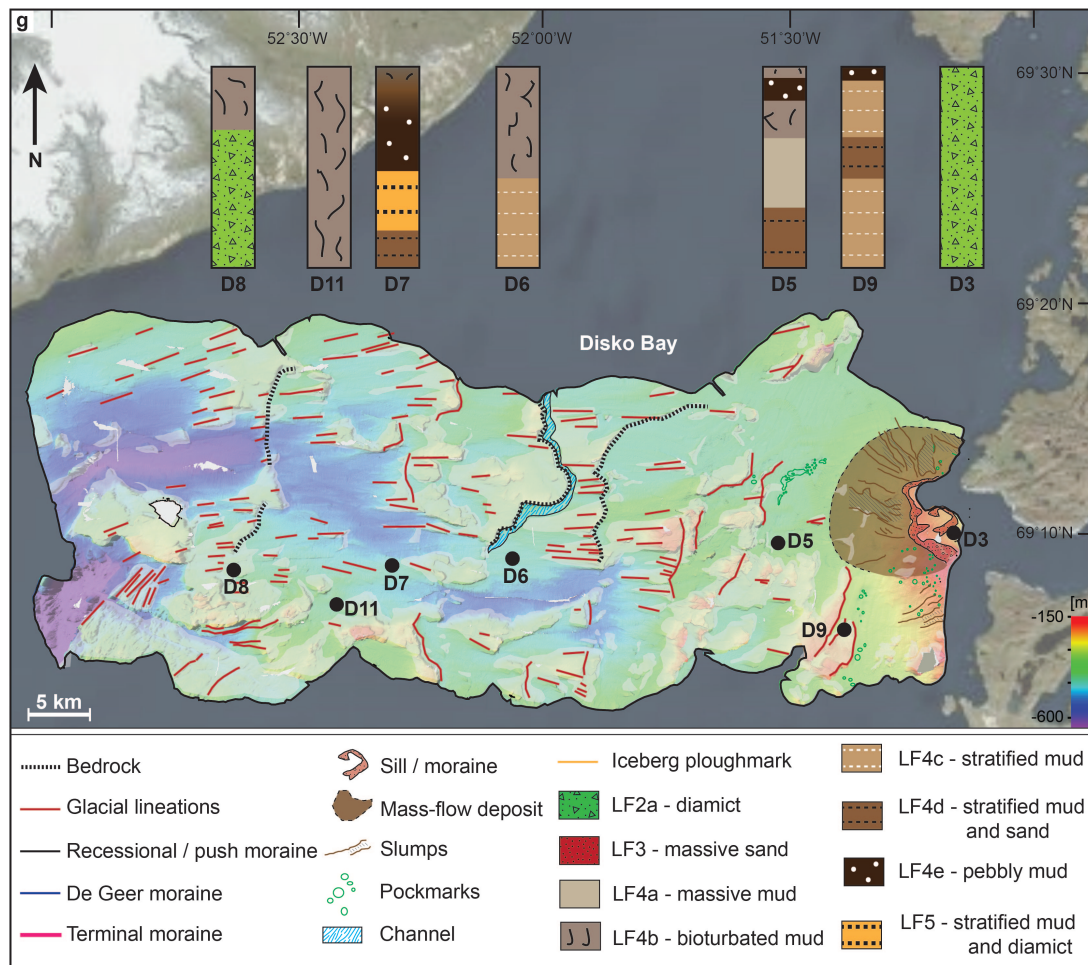 g
52°30'W
52°00'W
51°30'W
69°30'N
N
D8
D11
D7
D6
D5
D9
D3
69°20'N
Disko Bay
69°10'N
D3
D5
D6
D7
D8
D11
D9
[m
-150
-600
5 km
Bedrock
Glacial lineations
Recessional / push moraine
De Geer moraine
Terminal moraine
Sill / moraine
Mass-flow deposit
Slumps
Pockmarks
Channel
Iceberg ploughmark
LF2a - diamict
LF3 - massive sand
LF4a - massive mud
LF4b - bioturbated mud
LF4c - stratified mud
LF4d - stratified mud
and sand
LF4e - pebbly mud
LF5 - stratified mud
and diamict